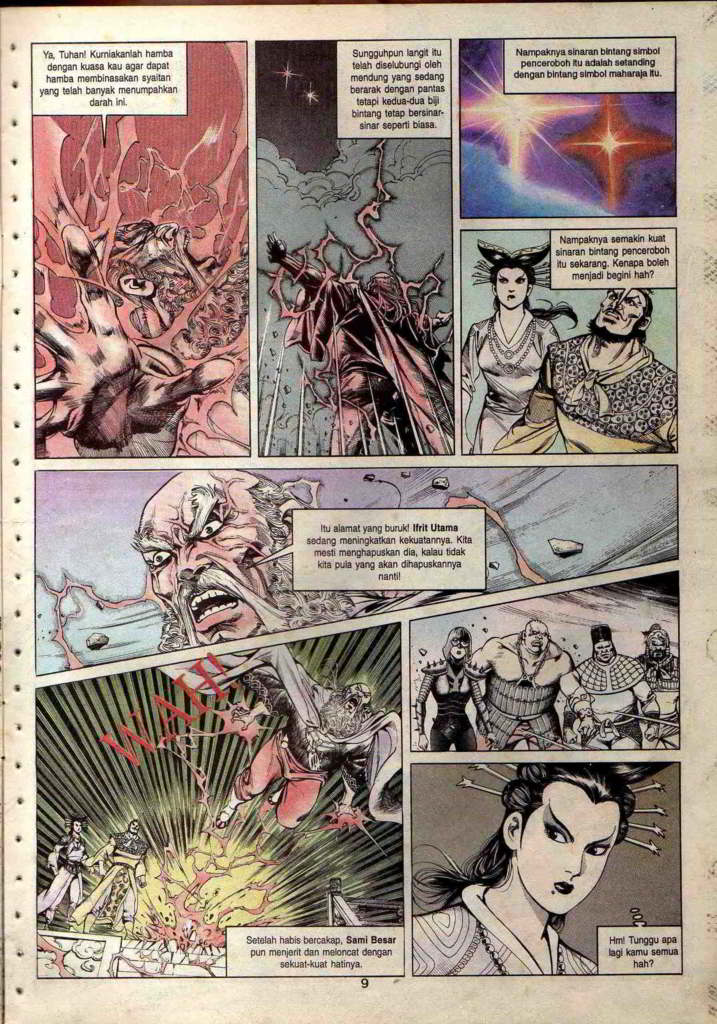 Ya, Tuhan! Kurniakanlah hamba
dengan kuasa kau agar dapat
hamba membinasakan syaitan
yang telah banyak menumpahkan
darah ini.
Sungguhpun langit itu
telah diselubungi oleh
mendung yang sedang
berarak dengan pantas
tetapi kedua-dua biji
bintang tetap bersinar-
sinar seperti biasa.
Nampaknya sinaran bintang simbol
penceroboh itu adalah setanding
dengan bintang simbol maharaja itu.
Nampaknya semakin kuat
sinaran bintang penceroboh
itu sekarang. Kenapa boleh
menjadi begini hah?
Itu alamat yang buruk! Ifrit Utama
sedang meningkatkan kekuatannya. Kita
mesti menghapuskan dia, kalau tidak
kita pula yang akan dihapuskannya
nanti!
WAH!
Setelah habis bercakap, Sami Besar
pun menjerit dan meloncat dengan
sekuat-kuat hatinya.
Hm! Tunggu apa
lagi kamu semua
hah?
9